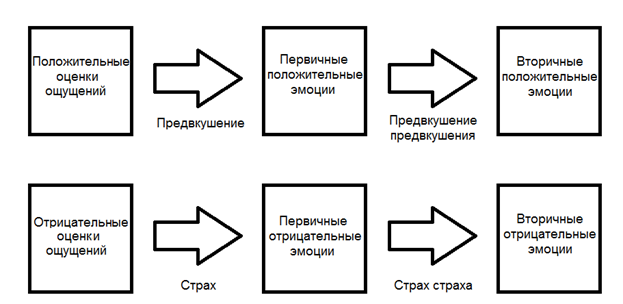 Положительные
оценки
ощущений
Предвкушение
Первичные
положительные
эмоции
Предвкушение
предвкушения
Вторичные
положительные
эмоции
Отрицательные
оценки
ощущений
Страх
Первичные
отрицательные
эмоции
Страх страха
Вторичные
отрицательные
эмоции